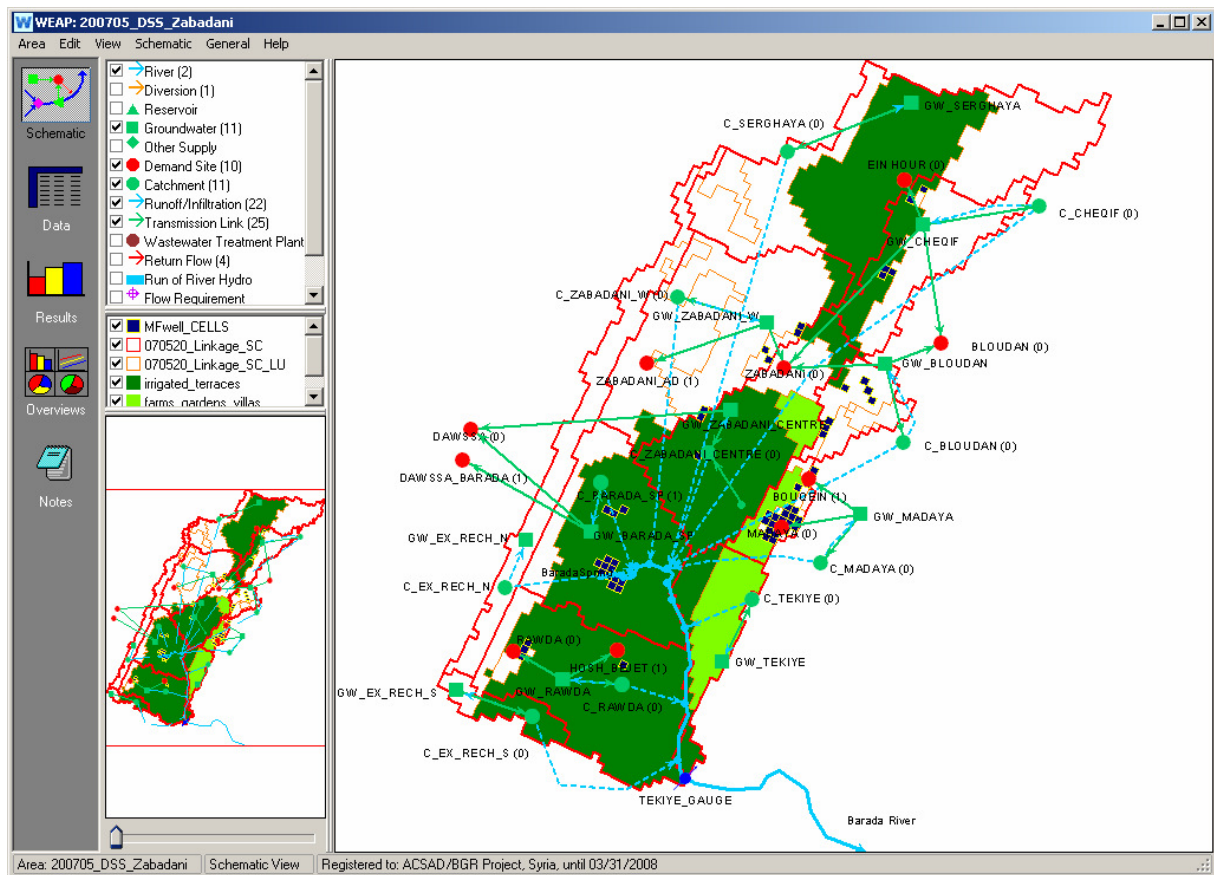 WEAP: 200705_DSS_Zabadani
Area Edit View Schematic General Help
Schematic
Data
Results
Overviews
Notes
River (2)
Diversion (1)
Reservoir
Groundwater (11)
Other Supply
Demand Site (10)
Catchment (11)
Runoff/Infiltration (22)
Transmission Link (25)
Wastewater Treatment Plant
Return Flow (4)
Run of River Hydro
Flow Requirement
MFwell_CELLS
070520_Linkage_SC
070520_Linkage_SC_LU
irrigated_terraces
farms_gardens_villas
GW_SERGHAYA
C_SERGHAYA (0)
EIN HOUR (0)
C_CHEQIF (0)
GW_CHEQIF
C_ZABADANI_W (0)
GW_ZABADANI_W
BLOUDAN (0)
GW_BLOUDAN
ZABADANI_AD (1)
ZABADANI (0)
GW_ZABADANI_CENTRE
DAWSSA (0)
C_BLOUDAN (0)
C_ZABADANI_CENTRE (0)
DAWSSA_BARADA (1)
C_BARADA_SP (1)
BOUQEIN (1)
GW_MADAYA
GW_EX_RECH_N
GW_BARADA_SP
MADAYA (0)
C_MADAYA (0)
BaradaSpring
C_EX_RECH_N
C_TEKIYE (0)
RAWDA (0)
HOSH_BEJET (1)
GW_TEKIYE
GW_EX_RECH_S
GW_RAWDA
C_RAWDA (0)
C_EX_RECH_S (0)
TEKIYE_GAUGE
Barada River
Area: 200705_DSS_Zabadani Schematic View Registered to: ACSAD/BGR Project, Syria, until 03/31/2008